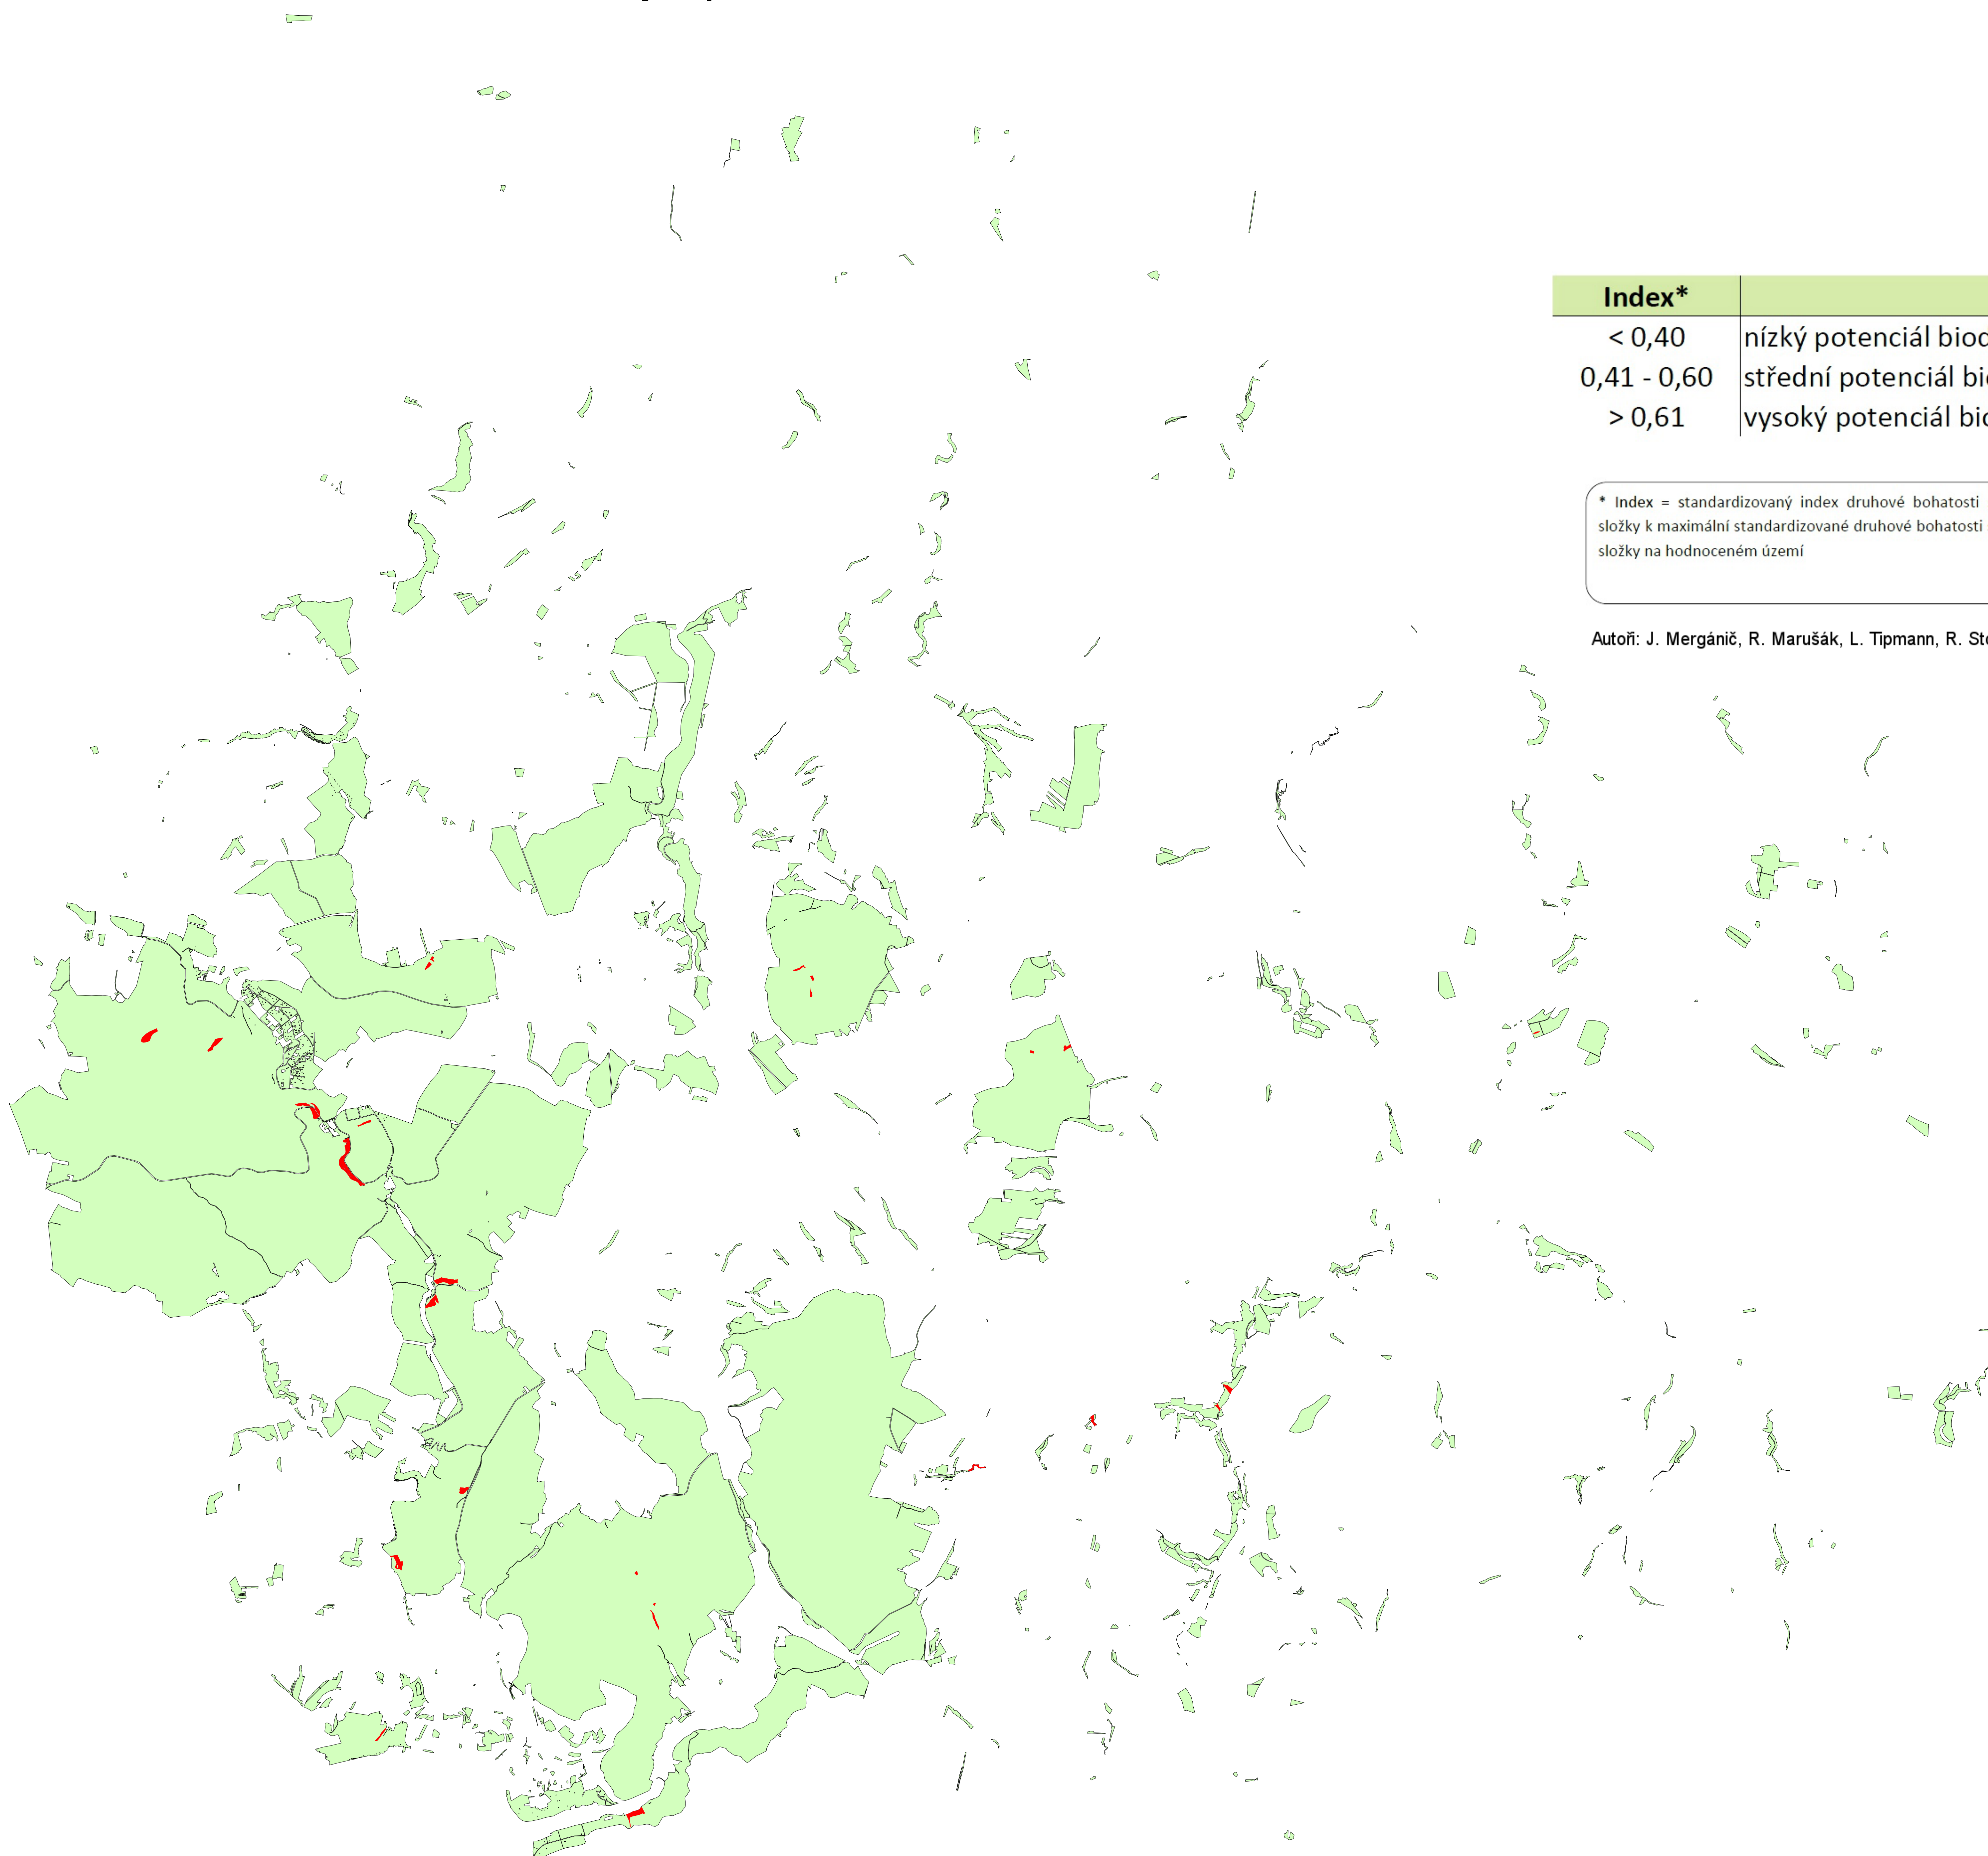 Index*
< 0,40 nízký potenciál
0,41 - 0,60 střední potenciál
> 0,61 vysoký potenciál
* Index = standardizovaný index druhové bohatosti
složky k maximální standardizované druhové bohatosti
složky na hodnoceném území
Autoři: J. Mergánič, R. Marušák, L. Tipmann, R.